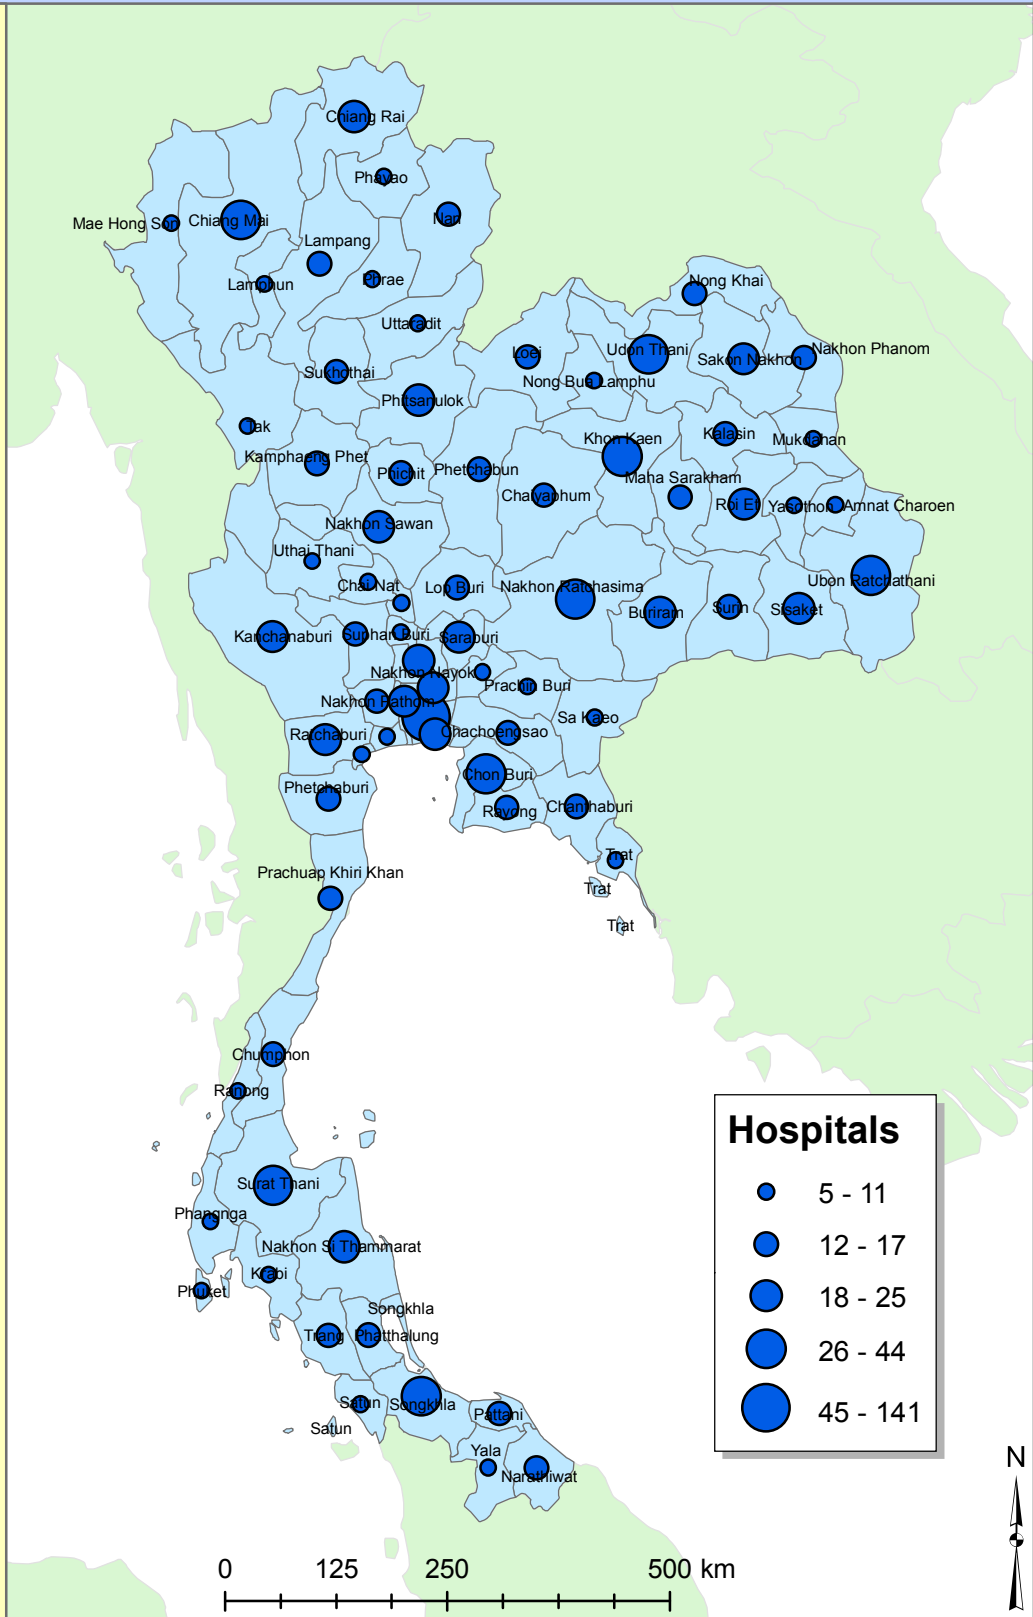 Chiang Rai
Phayao
Nan
Mae Hong Son
Chiang Mai
Lampang
Lamphun
Phrae
Uttaradit
Nong Khai
Loei
Udon Thani
Sakon Nakhon
Nakhon Phanom
Nong Bua Lamphu
Sukhothai
Phitsanulok
Tak
Khon Kaen
Kalasin
Mukdahan
Kamphaeng Phet
Phichit
Phetchabun
Maha Sarakham
Chaiyaphum
Roi Et
Yasothon
Amnat Charoen
Nakhon Sawan
Uthai Thani
Chai Nat
Lop Buri
Nakhon Ratchasima
Ubon Ratchathani
Buriram
Surin
Sisaket
Kanchanaburi
Suphan Buri
Saraburi
Nakhon Nayok
Prachin Buri
Nakhon Pathom
Sa Kaeo
Ratchaburi
Chachoengsao
Chon Buri
Phetchaburi
Rayong
Chanthaburi
Trat
Trat
Trat
Prachuap Khiri Khan
Chumphon
Ranong
Surat Thani
Phangnga
Nakhon Si Thammarat
Krabi
Phuket
Songkhla
Trang
Phatthalung
Satun
Songkhla
Satun
Pattani
Yala
Narathiwat
Hospitals
5 - 11
12 - 17
18 - 25
26 - 44
45 - 141
N
0 125 250 500 km